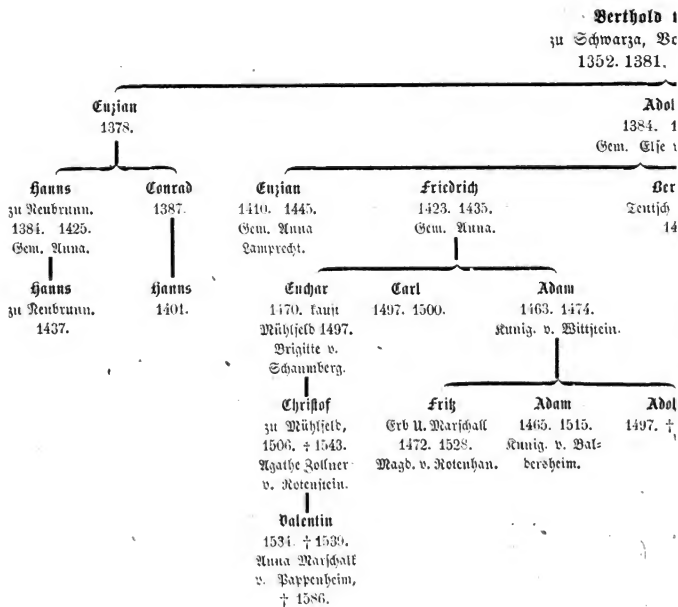 Berthold
zu Schwarza,
1352. 1381.
Euzian
1378.
Adol
1384. 1
Gem. Else v
Hanns
zu Neubrunn.
1384. 1425.
Gem. Anna.
Conrad
1387.
Euzian
1410. 1445.
Gem. Anna
Lamprecht.
Friedrich
1423. 1435.
Gem. Anna.
Ber
Teutsch
14
Hanns
zu Neubrunn.
1437.
Hanns
1401.
Euchar
1470. kauft
Mühlfeld 1497.
Brigitte v.
Schaumberg.
Carl
1497. 1500.
Adam
1463. 1474.
Kunig. v. Wittstein.
Christof
zu Mühlfeld,
1506. † 1543.
Agathe Zollner
v. Rotenstein.
Fritz
Erb U. Marschall
1472. 1528.
Magd. v. Rotenhan.
Adam
1465. 1515.
Kunig. v. Bal-
dersheim.
Adol
1497. †
Valentin
1534. † 1539.
Anna Marschalk
v. Pappenheim,
† 1586.